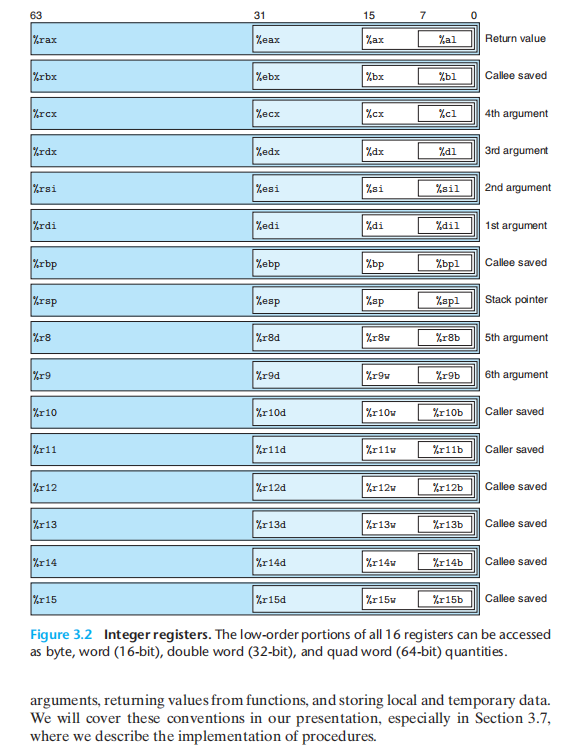 63 31 15 7 0
%rax %eax %ax %al Return value
%rbx %ebx %bx %bl Callee saved
%rcx %ecx %cx %cl 4th argument
%rdx %edx %dx %dl 3rd argument
%rsi %esi %si %sil 2nd argument
%rdi %edi %di %dil 1st argument
%rbp %ebp %bp %bpl Callee saved
%rsp %esp %sp %spl Stack pointer
%r8 %r8d %r8w %r8b 5th argument
%r9 %r9d %r9w %r9b 6th argument
%r10 %r10d %r10w %r10b Caller saved
%r11 %r11d %r11w %r11b Caller saved
%r12 %r12d %r12w %r12b Callee saved
%r13 %r13d %r13w %r13b Callee saved
%r14 %r14d %r14w %r14b Callee saved
%r15 %r15d %r15w %r15b Callee saved
Figure 3.2 Integer registers. The low-order portions of all 16 registers can be accessed
as byte, word (16-bit), double word (32-bit), and quad word (64-bit) quantities.
arguments, returning values from functions, and storing local and temporary data.
We will cover these conventions in our presentation, especially in Section 3.7,
where we describe the implementation of procedures.